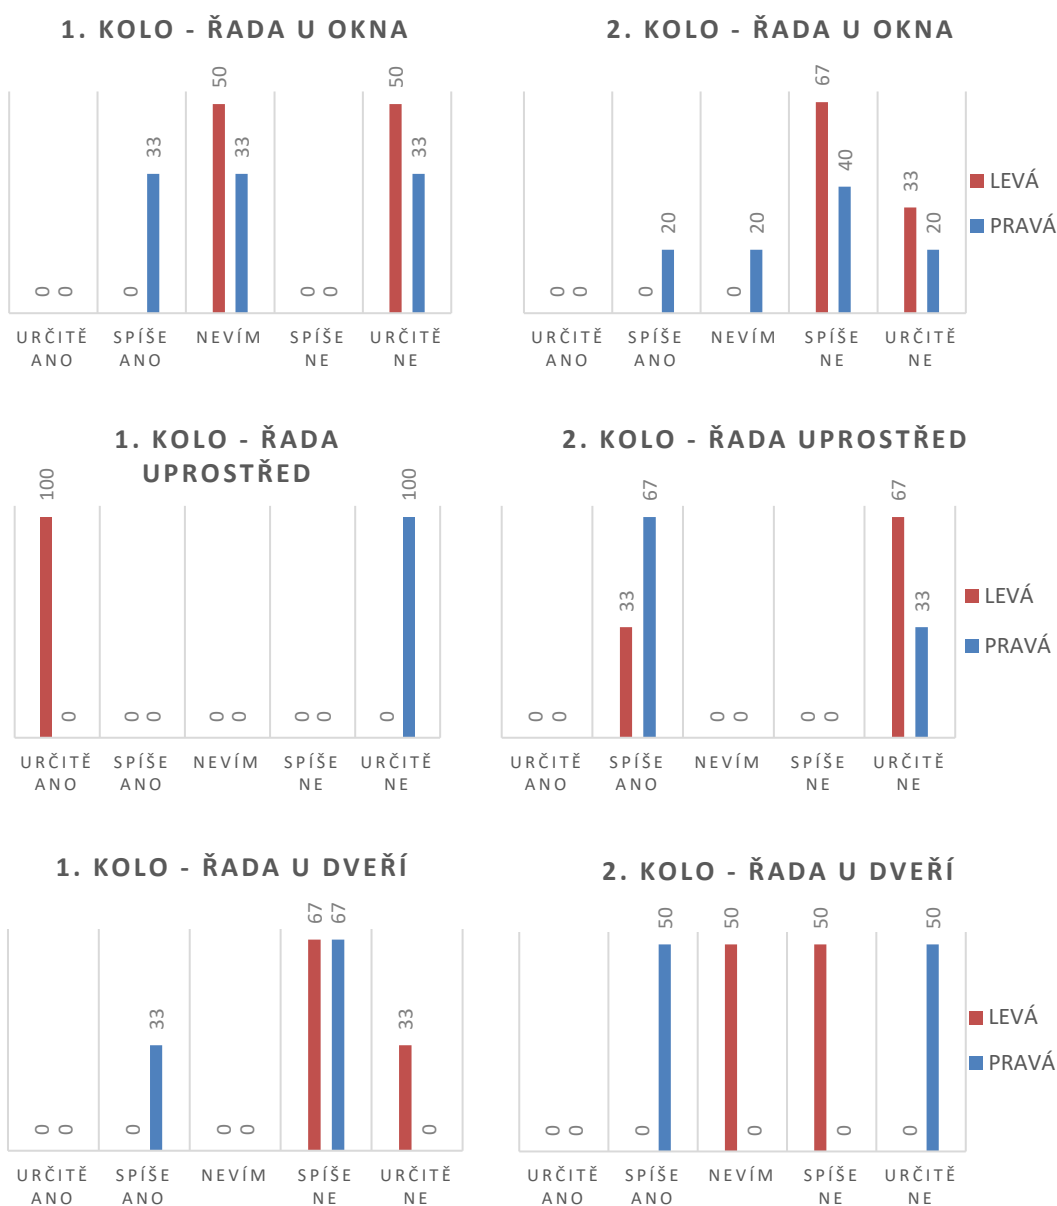 1. KOLO - ŘADA U OKNA
50 50
33 33 33
0 0 0 0 0
URČITĚ ANO SPÍŠE ANO NEVÍM SPÍŠE NE URČITĚ NE
2. KOLO - ŘADA U OKNA
67
40
33
20 20 20
0 0 0 0
URČITĚ ANO SPÍŠE ANO NEVÍM SPÍŠE NE URČITĚ NE
LEVÁ
PRAVÁ
1. KOLO - ŘADA
UPROSTŘED
100 100
0 0 0 0 0 0 0 0
URČITĚ ANO SPÍŠE ANO NEVÍM SPÍŠE NE URČITĚ NE
2. KOLO - ŘADA UPROSTŘED
67 67
33 33
0 0 0 0 0 0
URČITĚ ANO SPÍŠE ANO NEVÍM SPÍŠE NE URČITĚ NE
LEVÁ
PRAVÁ
1. KOLO - ŘADA U DVEŘÍ
67 67
33 33
0 0 0 0 0 0
URČITĚ ANO SPÍŠE ANO NEVÍM SPÍŠE NE URČITĚ NE
2. KOLO - ŘADA U DVEŘÍ
50 50 50 50
0 0 0 0 0 0
URČITĚ ANO SPÍŠE ANO NEVÍM SPÍŠE NE URČITĚ NE
LEVÁ
PRAVÁ